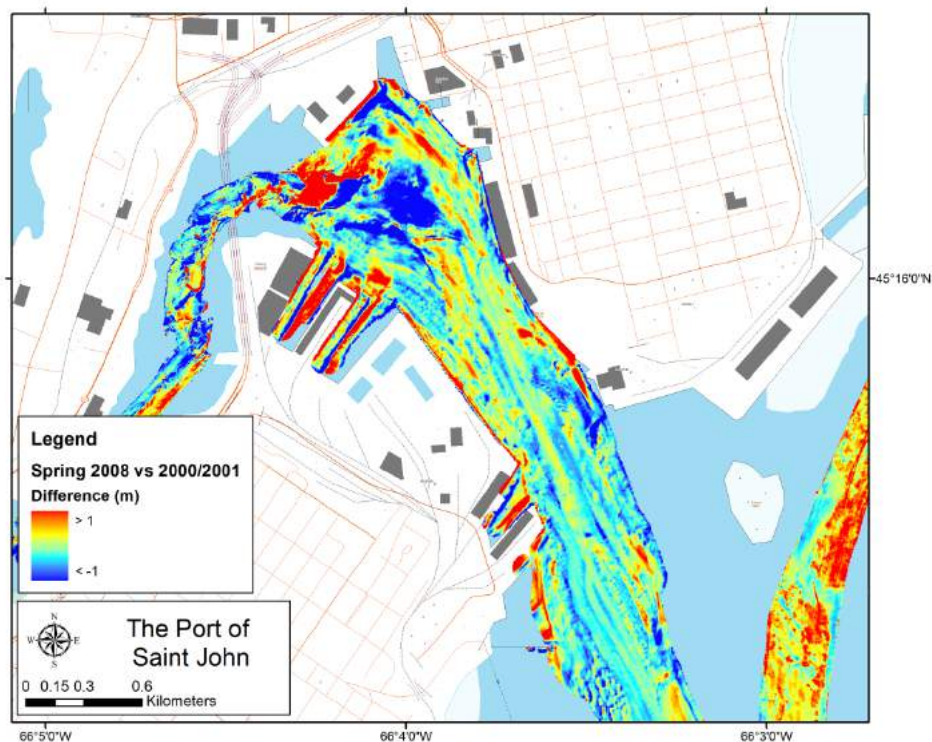 45°16'0"N
Legend
Spring 2008 vs 2000/2001
Difference (m)
> 1
< -1
N
W
E
S
The Port of
Saint John
0 0.15 0.3 0.6
Kilometers
66°5'0"W
66°4'0"W
66°3'0"W